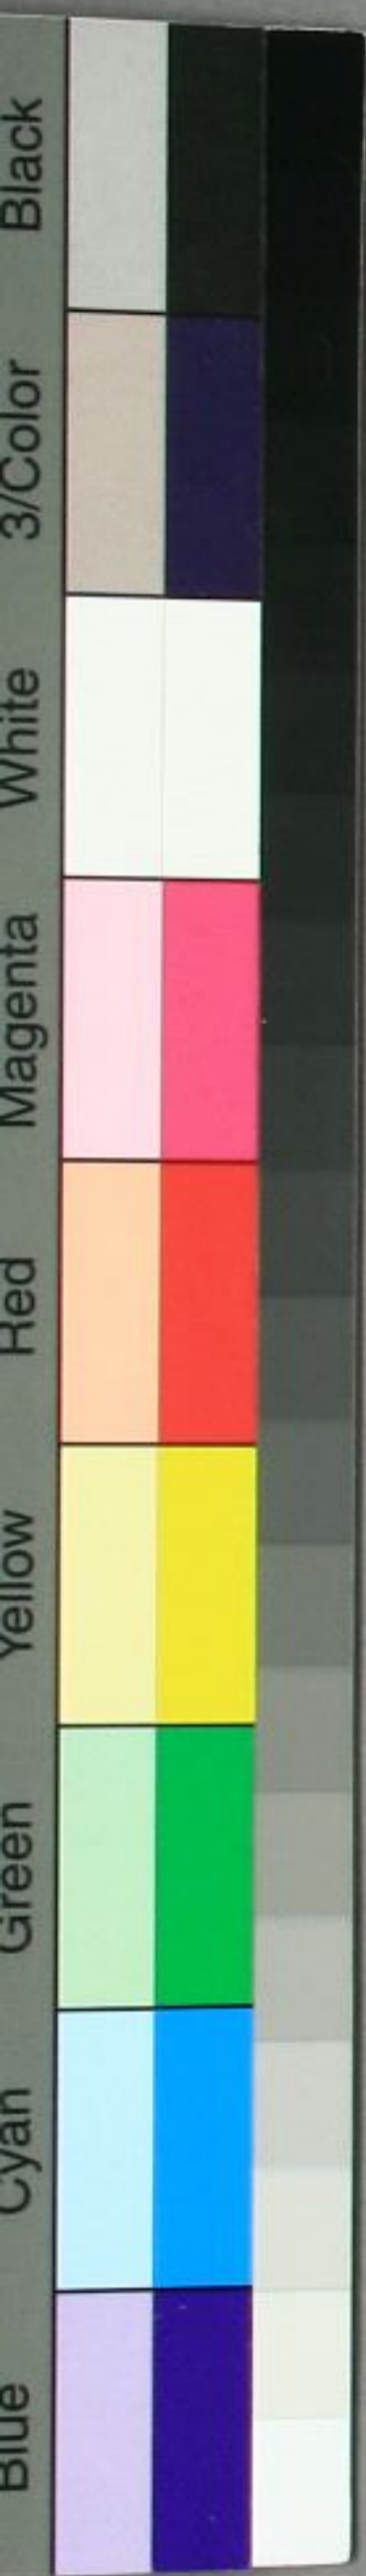 Black
3/Color
White
Magenta
Red
Yellow
Green
Cyan
Blue